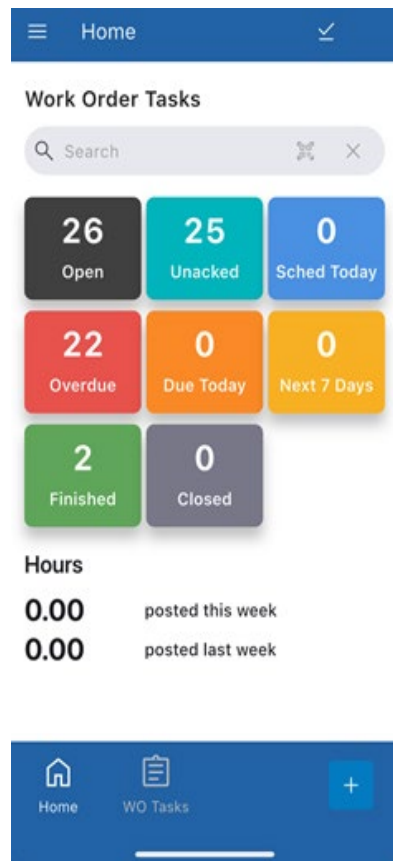 Home
Work Order Tasks
Search
26 25 0
Open Unacked Sched Today
22 0 0
Overdue Due Today Next 7 Days
2 0
Finished Closed
Hours
0.00 posted this week
0.00 posted last week
+
Home WO Tasks